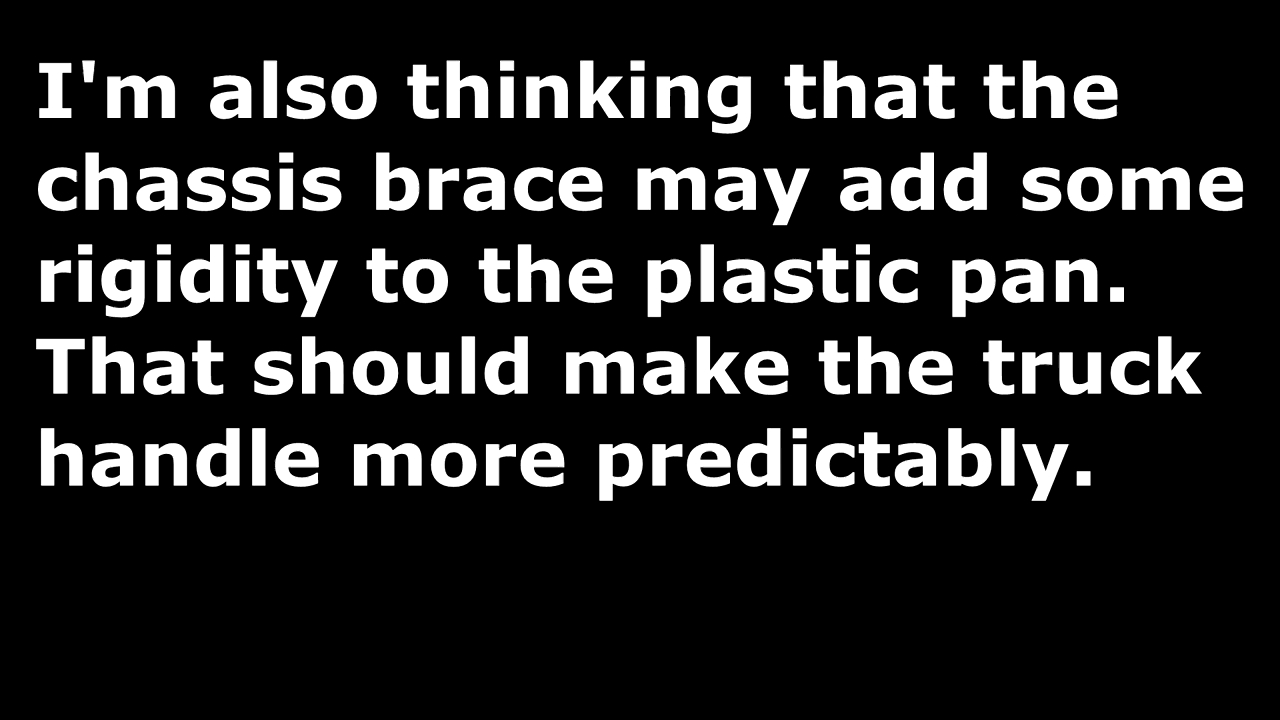 I'm also thinking that the
chassis brace may add some
rigidity to the plastic pan.
That should make the truck
handle more predictably.